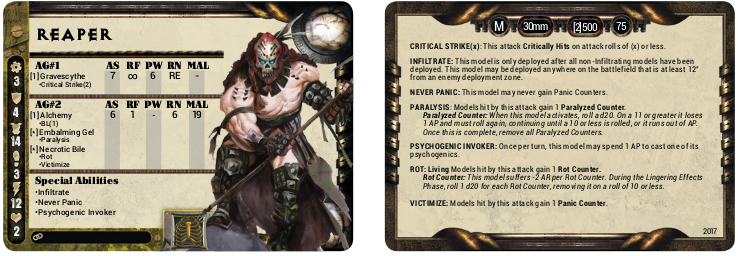 REAPER
AG#1 AS RF PW RN MAL
[1]Gravescythe 7 ∞ 6 RE -
•Critical Strike(2)
AG#2 AS RF PW RN MAL
[1]Alchemy 6 1 - 6 19
•BL(1)
[•]Embalming Gel
•Paralysis
[•]Necrotic Bile
•Rot
•Victimize
Special Abilities
•Infiltrate
•Never Panic
•Psychogenic Invoker
3
4
14
3
12
2
M 30mm [2]500 75
CRITICAL STRIKE(x): This attack Critically Hits on attack rolls of (x) or less.
INFILTRATE: This model is only deployed after all non-Infiltrating models have been
deployed. This model may be deployed anywhere on the battlefield that is at least 12"
from an enemy deployment zone.
NEVER PANIC: This model may never gain Panic Counters.
PARALYSIS: Models hit by this attack gain 1 Paralyzed Counter.
Paralyzed Counter: When this model activates, roll a d20. On a 11 or greater it loses
1 AP and must roll again, continuing until a 10 or less is rolled, or it runs out of AP.
Once this is complete, remove all Paralyzed Counters.
PSYCHOGENIC INVOKER: Once per turn, this model may spend 1 AP to cast one of its
psychogenics.
ROT: Living Models hit by this attack gain 1 Rot Counter.
Rot Counter: This model suffers -2 AR per Rot Counter. During the Lingering Effects
Phase, roll 1 d20 for each Rot Counter, removing it on a roll of 10 or less.
VICTIMIZE: Models hit by this attack gain 1 Panic Counter.
2017